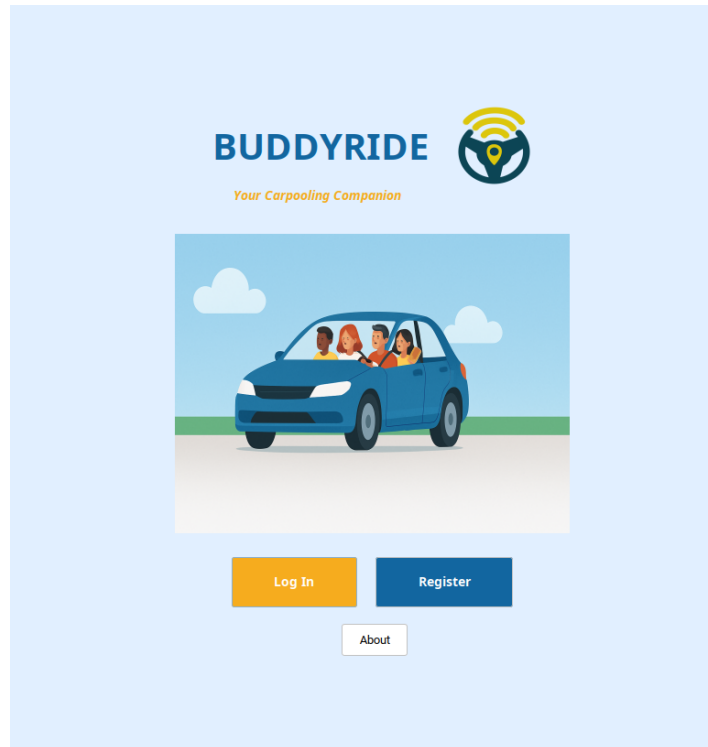 BUDDYRIDE
Your Carpooling Companion
Log In
Register
About